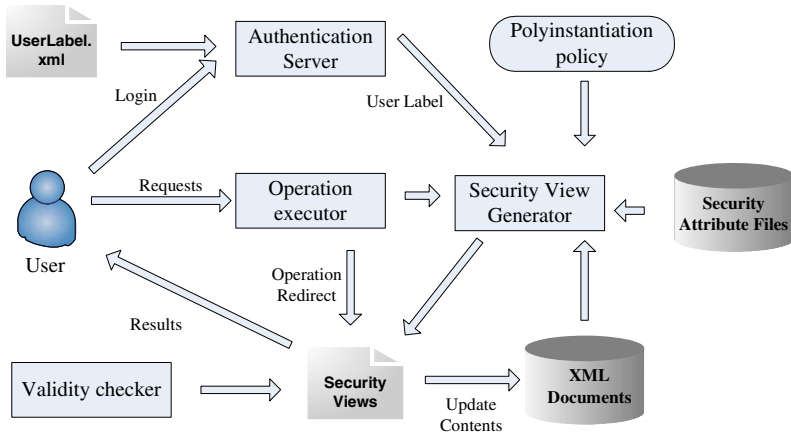 UserLabel.
xml
Authentication
Server
Polyinstantiation
policy
Login
User Label
Requests
Operation
executor
Security View
Generator
Security
Attribute Files
User
Operation
Redirect
Results
Validity checker
Security
Views
Update
Contents
XML
Documents